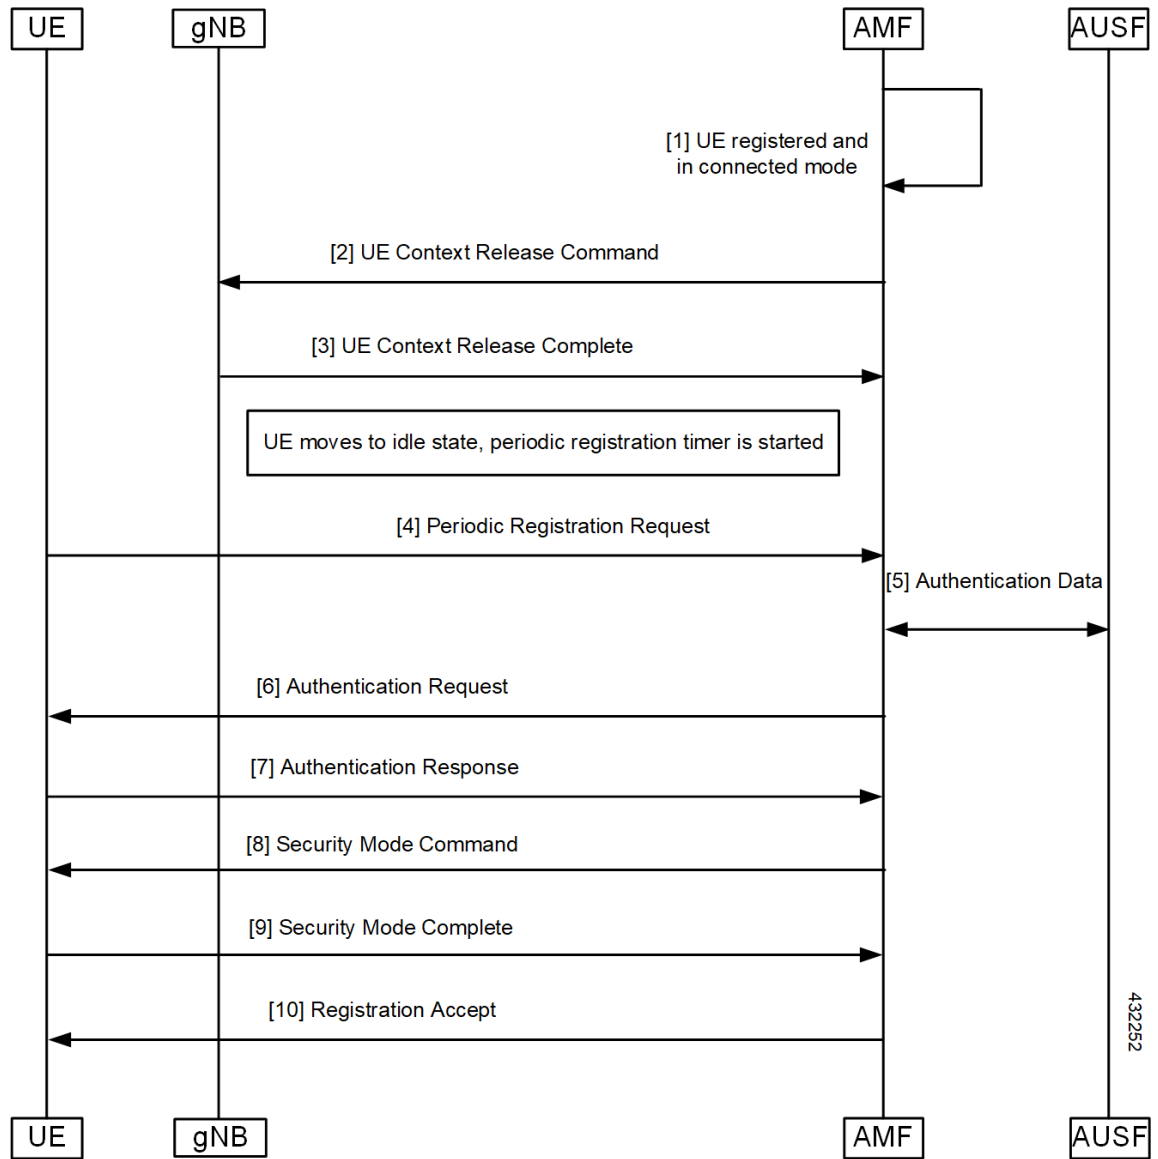 UE
gNB
AMF
AUSF
[1] UE registered and
in connected mode
[2] UE Context Release Command
[3] UE Context Release Complete
UE moves to idle state, periodic registration timer is started
[4] Periodic Registration Request
[5] Authentication Data
[6] Authentication Request
[7] Authentication Response
[8] Security Mode Command
[9] Security Mode Complete
[10] Registration Accept
432252
UE
gNB
AMF
AUSF